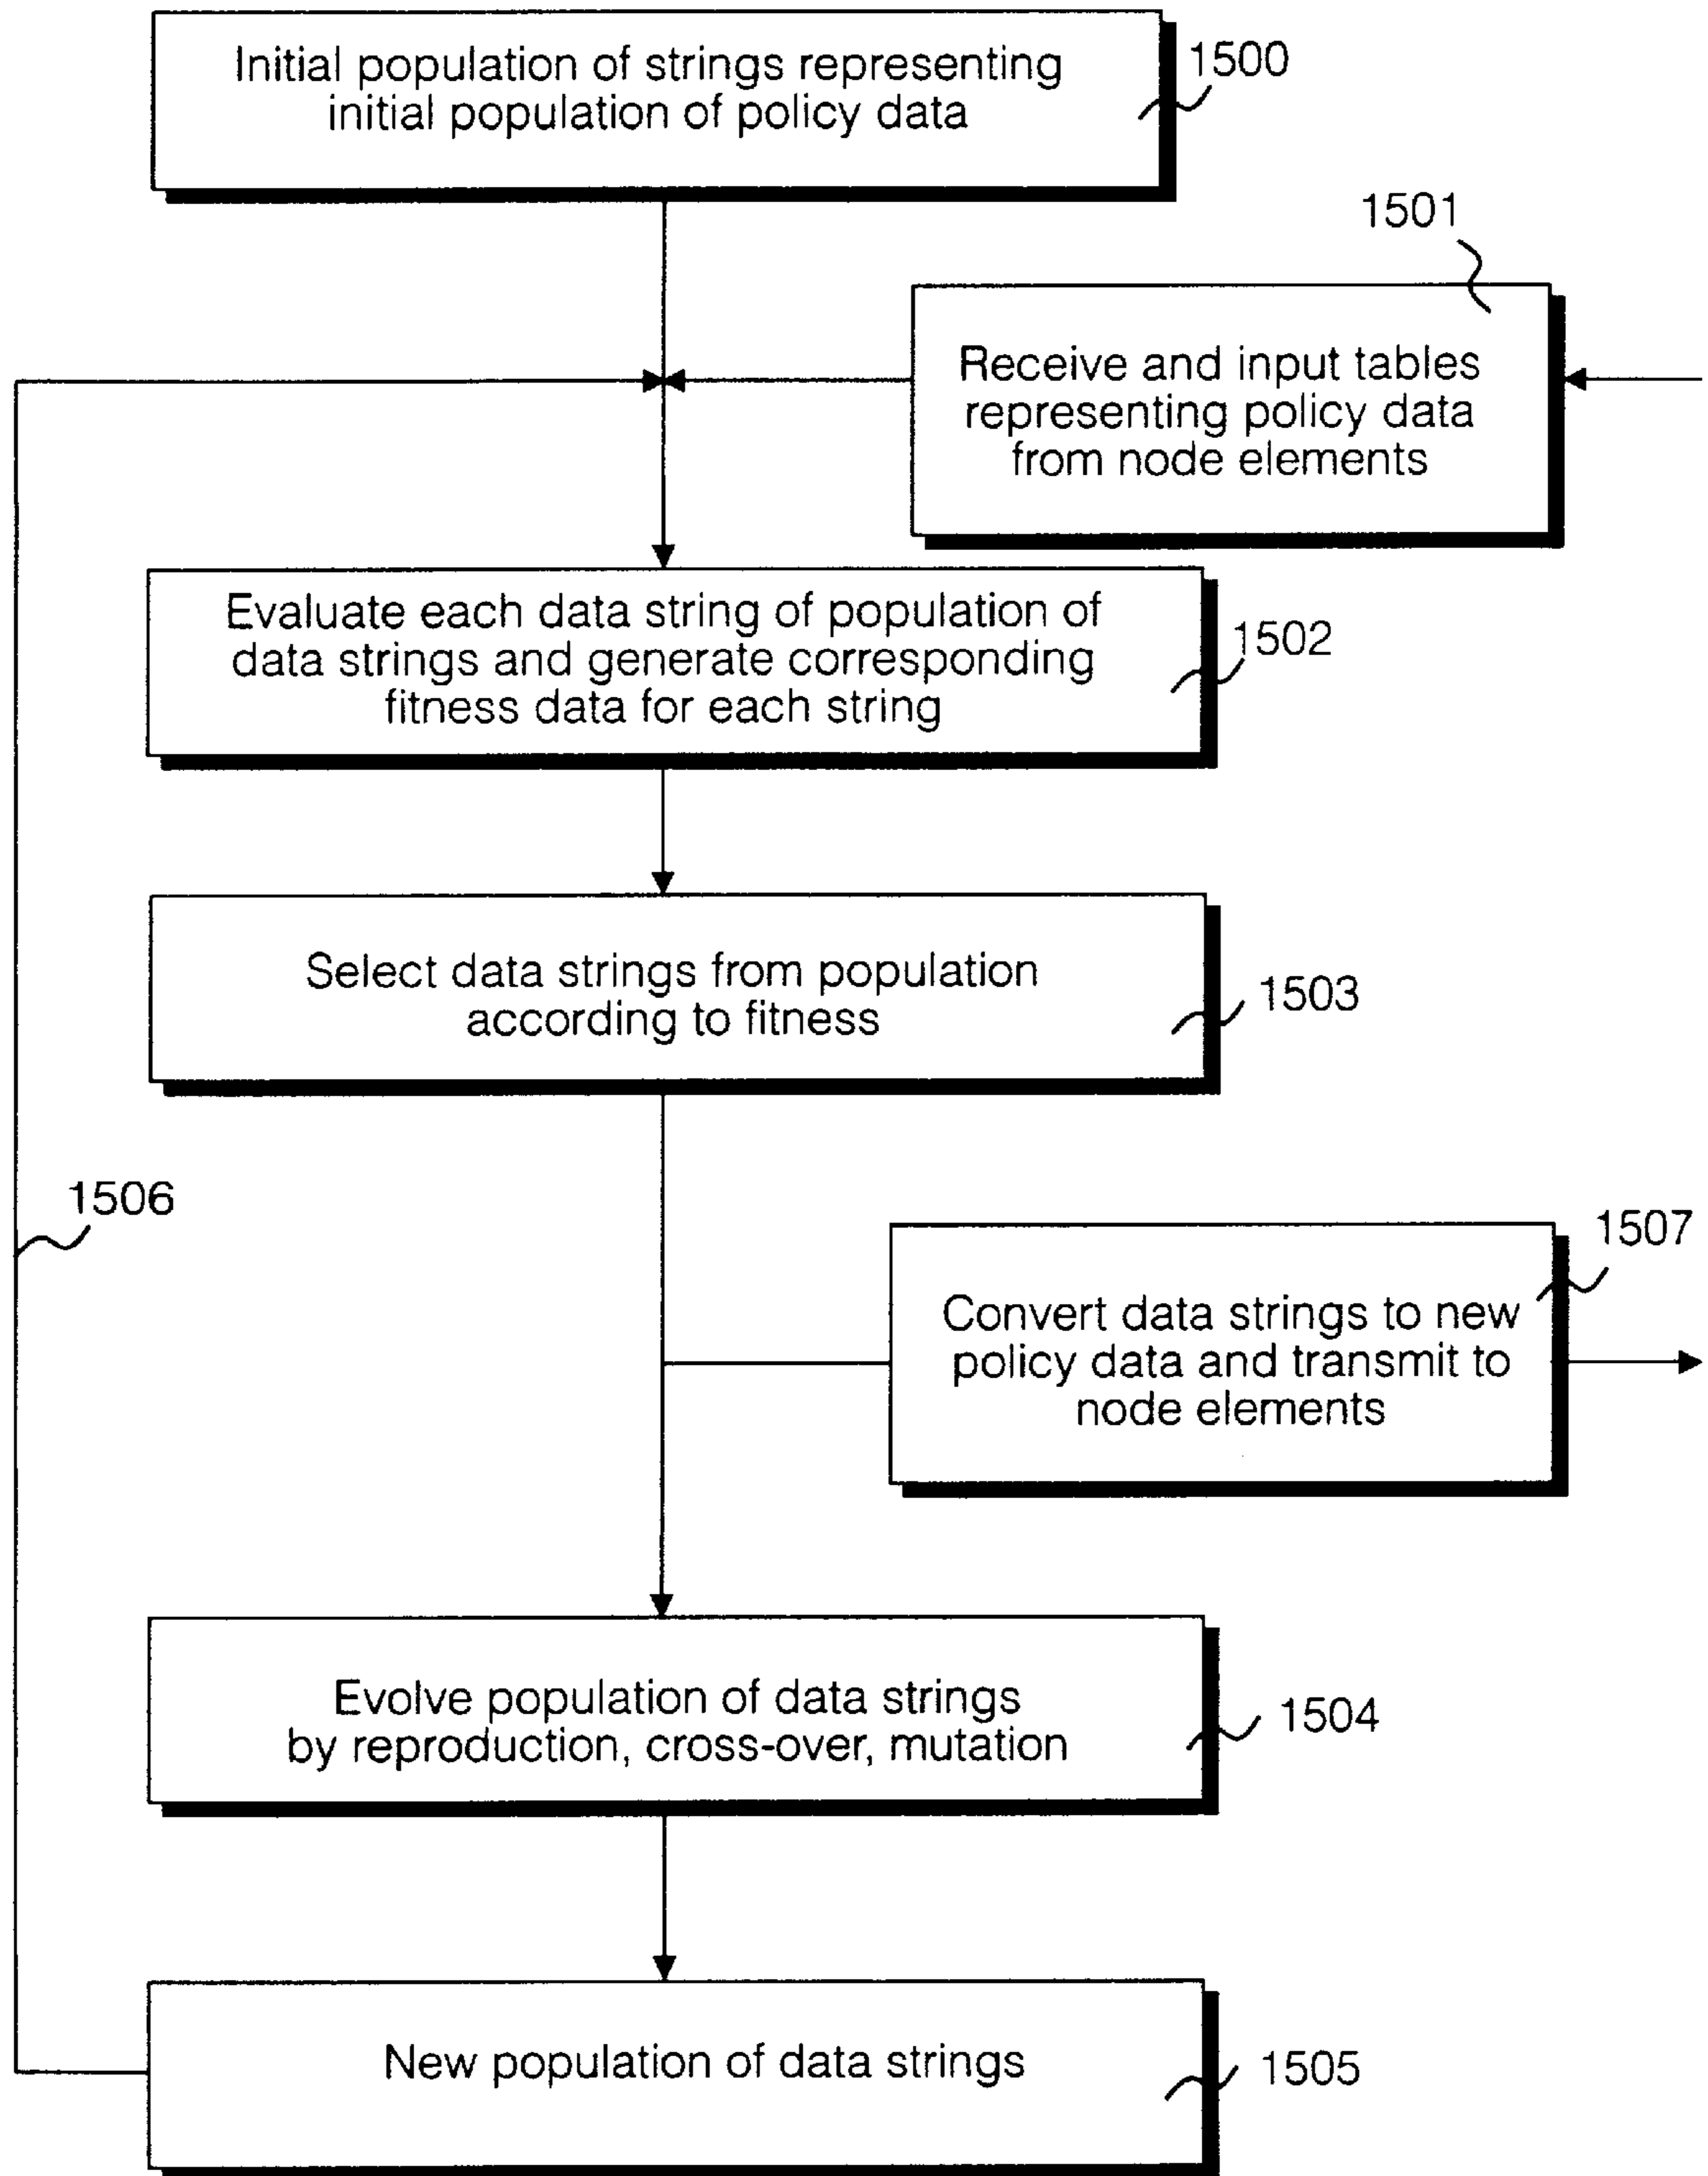 Initial population of strings representing
initial population of policy data
1500
1501
Receive and input tables
representing policy data
from node elements
Evaluate each data string of population of
data strings and generate corresponding
fitness data for each string
1502
Select data strings from population
according to fitness
1503
1506
1507
Convert data strings to new
policy data and transmit to
node elements
Evolve population of data strings
by reproduction, cross-over, mutation
1504
New population of data strings
1505